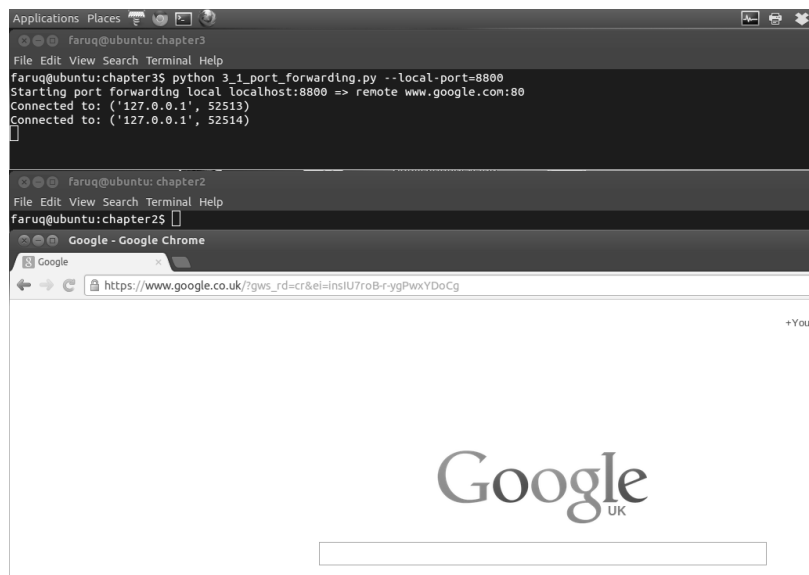 Applications Places
faruq@ubuntu: chapter3
File Edit View Search Terminal Help
faruq@ubuntu:chapter3$ python 3_1_port_forwarding.py --local-port=8800
Starting port forwarding local localhost:8800 => remote www.google.com:80
Connected to: ('127.0.0.1', 52513)
Connected to: ('127.0.0.1', 52514)
faruq@ubuntu: chapter2
File Edit View Search Terminal Help
faruq@ubuntu:chapter2$
Google - Google Chrome
Google
https://www.google.co.uk/?gws_rd=cr&ei=insIU7roB-r-ygPwxYDoCg
+You
Google
UK